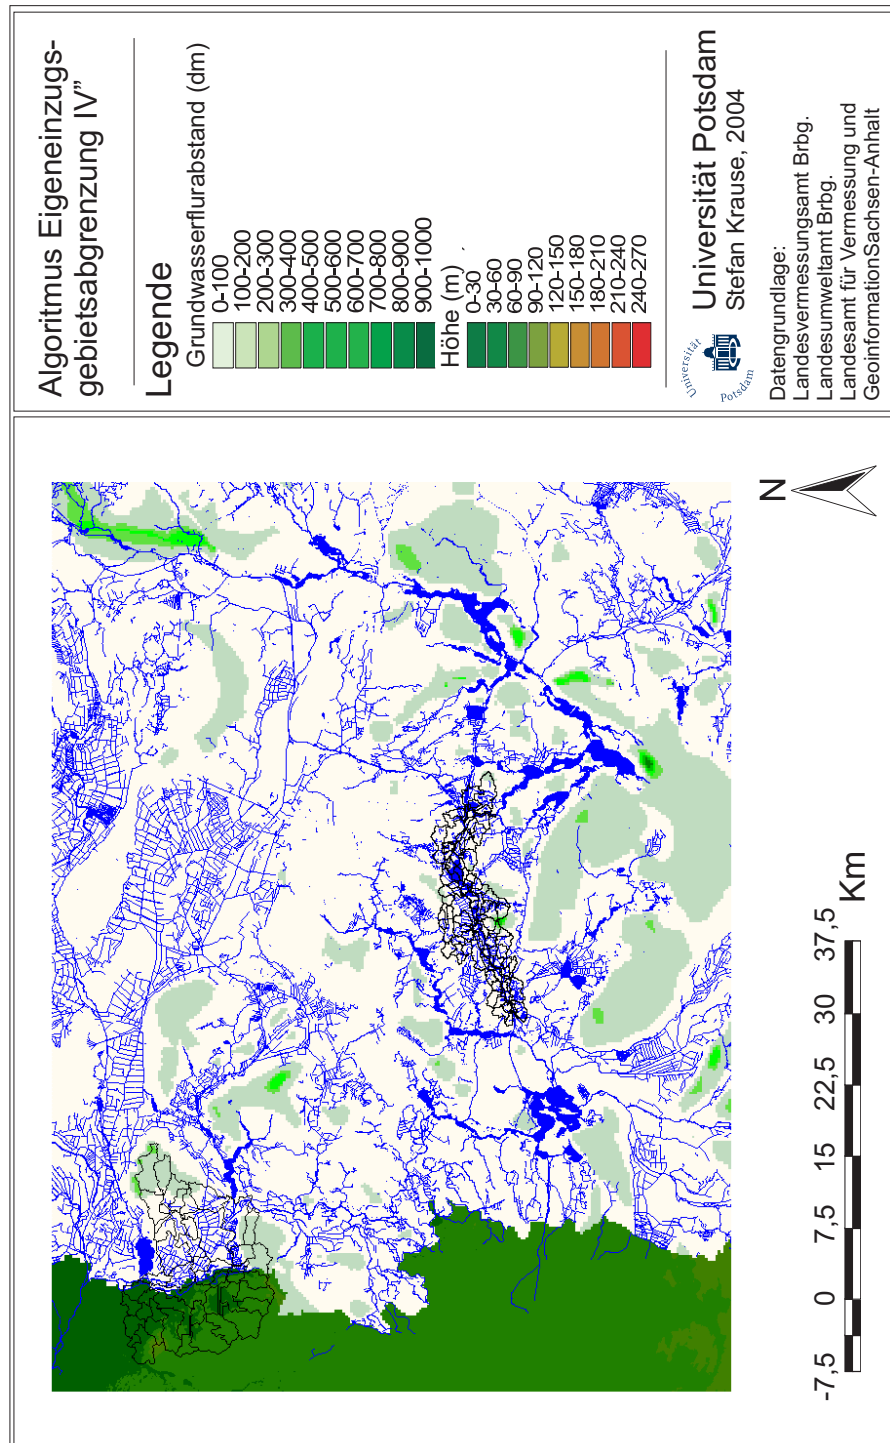 Algoritmus Eigeneinzugs-
gebietsabgrenzung IV”
Legende
Grundwasserflurabstand (dm)
0-100
100-200
200-300
300-400
400-500
500-600
600-700
700-800
800-900
900-1000
Höhe (m)
0-30
30-60
60-90
90-120
120-150
150-180
180-210
210-240
240-270
Universität
Potsdam
Universität Potsdam
Stefan Krause, 2004
Datengrundlage:
Landesvermessungsamt Brbg.
Landesumweltamt Brbg.
Landesamt für Vermessung und
GeoinformationSachsen-Anhalt
N
-7,5 0 7,5 15 22,5 30 37,5
Km